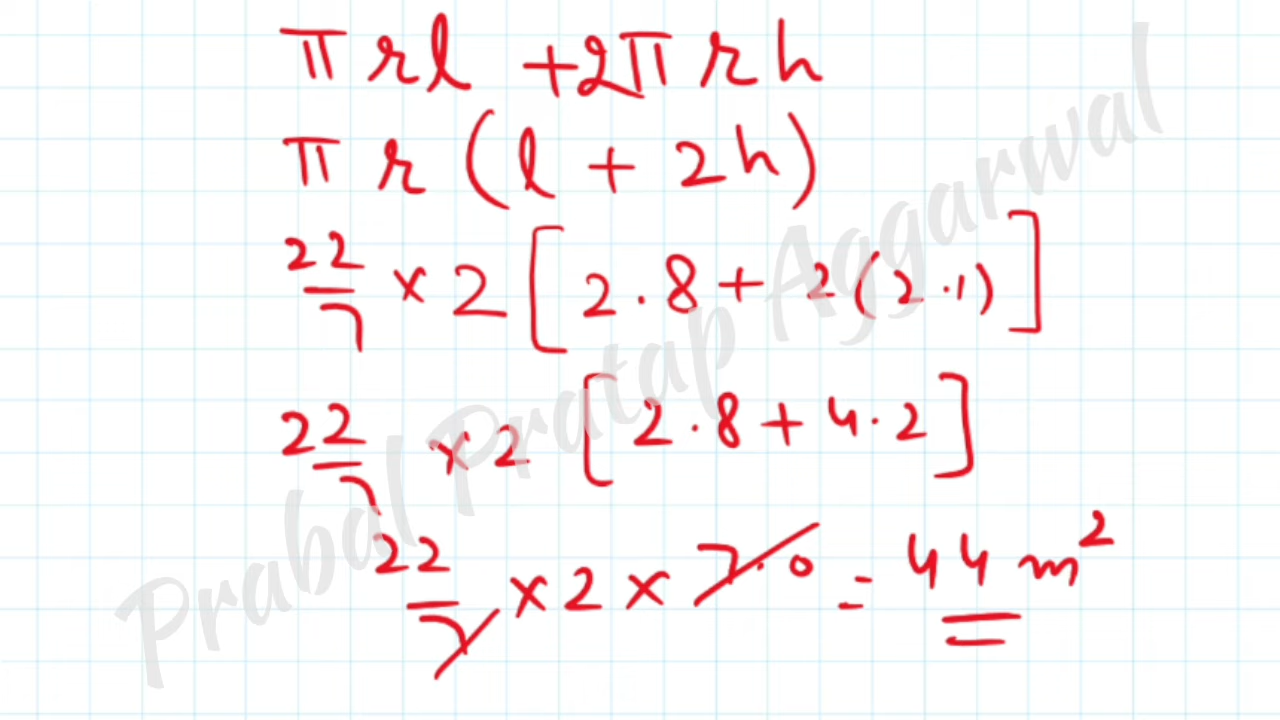 πrl + 2πrh
πr(l + 2h)
22/7 × 2 [2.8 + 2(2.1)]
22/7 × 2 [2.8 + 4.2]
22/7 × 2 × 7.0 = 44 m²
Prabal Pratap Aggarwal